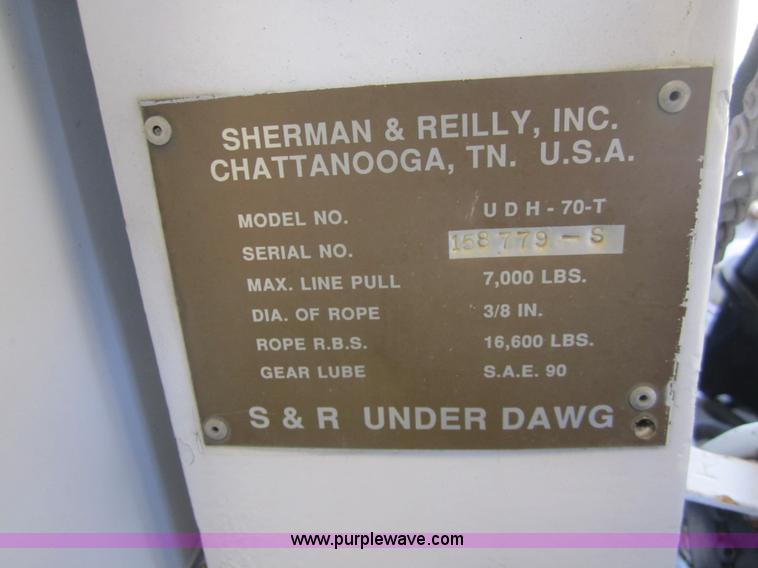 SHERMAN & REILLY, INC.
CHATTANOOGA, TN. U.S.A.
MODEL NO. UDH-70-T
SERIAL NO. 158779-S
MAX. LINE PULL 7,000 LBS.
DIA. OF ROPE 3/8 IN.
ROPE R.B.S. 16,600 LBS.
GEAR LUBE S.A.E. 90
S & R UNDER DAWG
www.purplewave.com